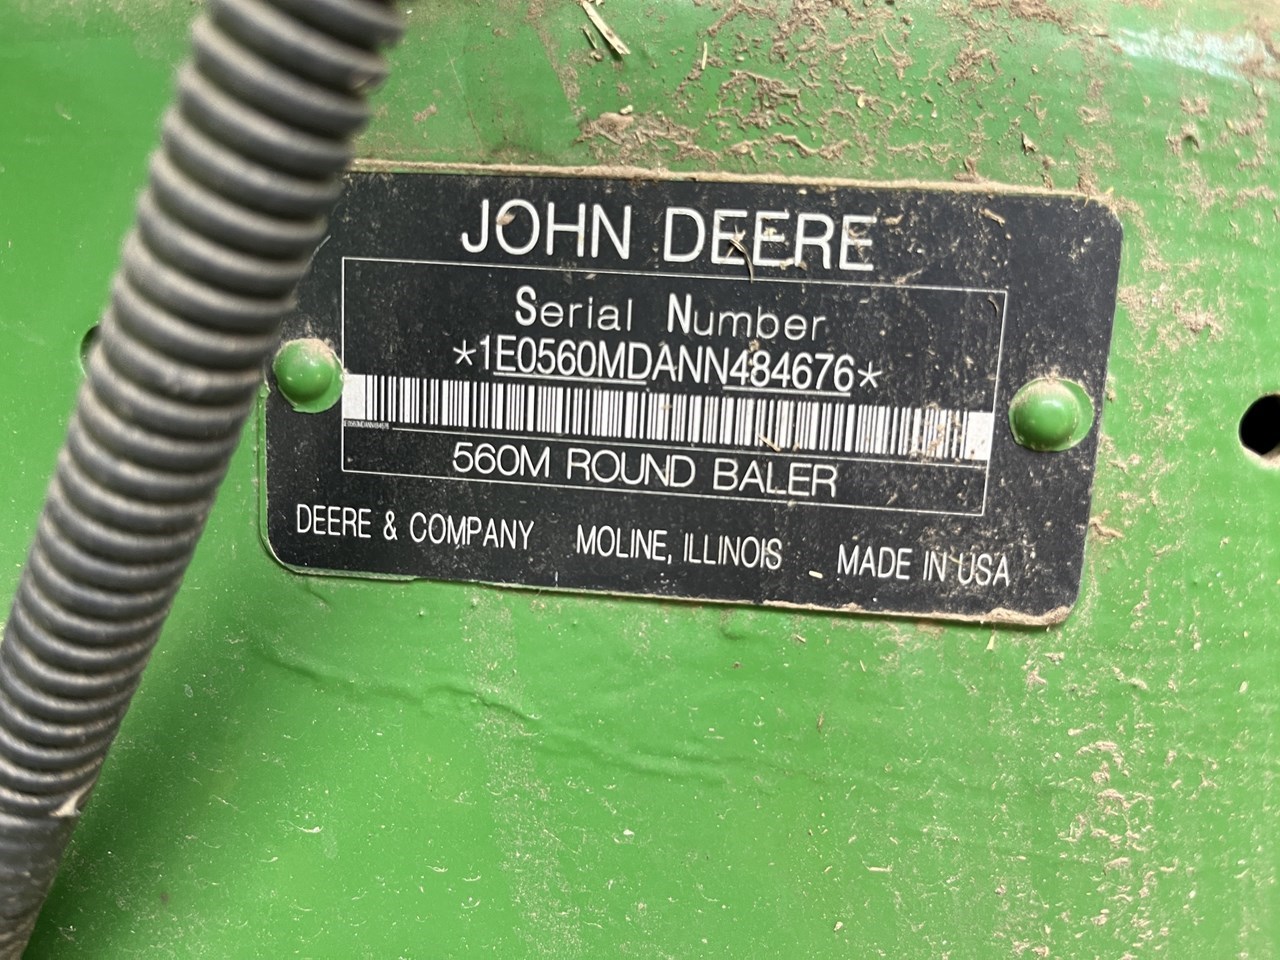 JOHN DEERE
Serial Number
*1E0560MDANN484676*
560M ROUND BALER
DEERE & COMPANY MOLINE, ILLINOIS MADE IN USA